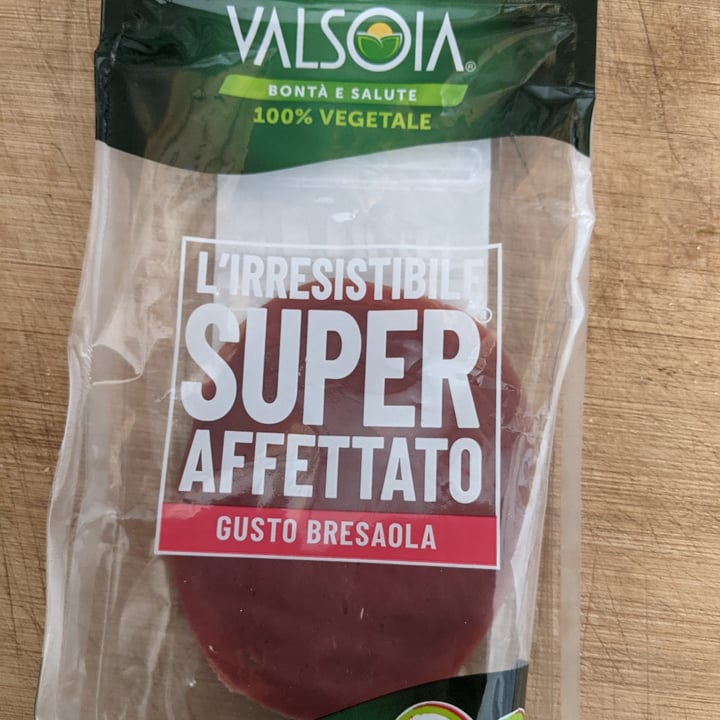 VALSOIA®
BONTÀ E SALUTE
100% VEGETALE
L'IRRESISTIBILE
SUPER®
AFFETTATO
GUSTO BRESAOLA